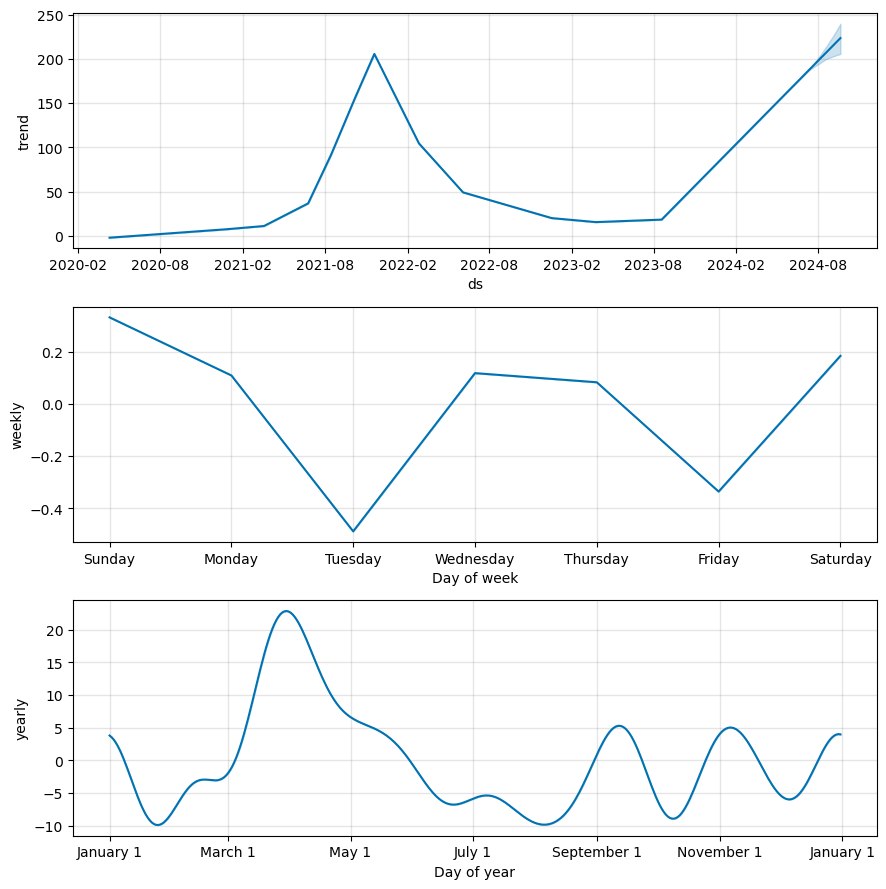 250
200
150
100
50
0
trend
2020-02 2020-08 2021-02 2021-08 2022-02 2022-08 2023-02 2023-08 2024-02 2024-08
ds
0.2
0.0
−0.2
−0.4
weekly
Sunday Monday Tuesday Wednesday Thursday Friday Saturday
Day of week
20
15
10
5
0
−5
−10
yearly
January 1 March 1 May 1 July 1 September 1 November 1 January 1
Day of year